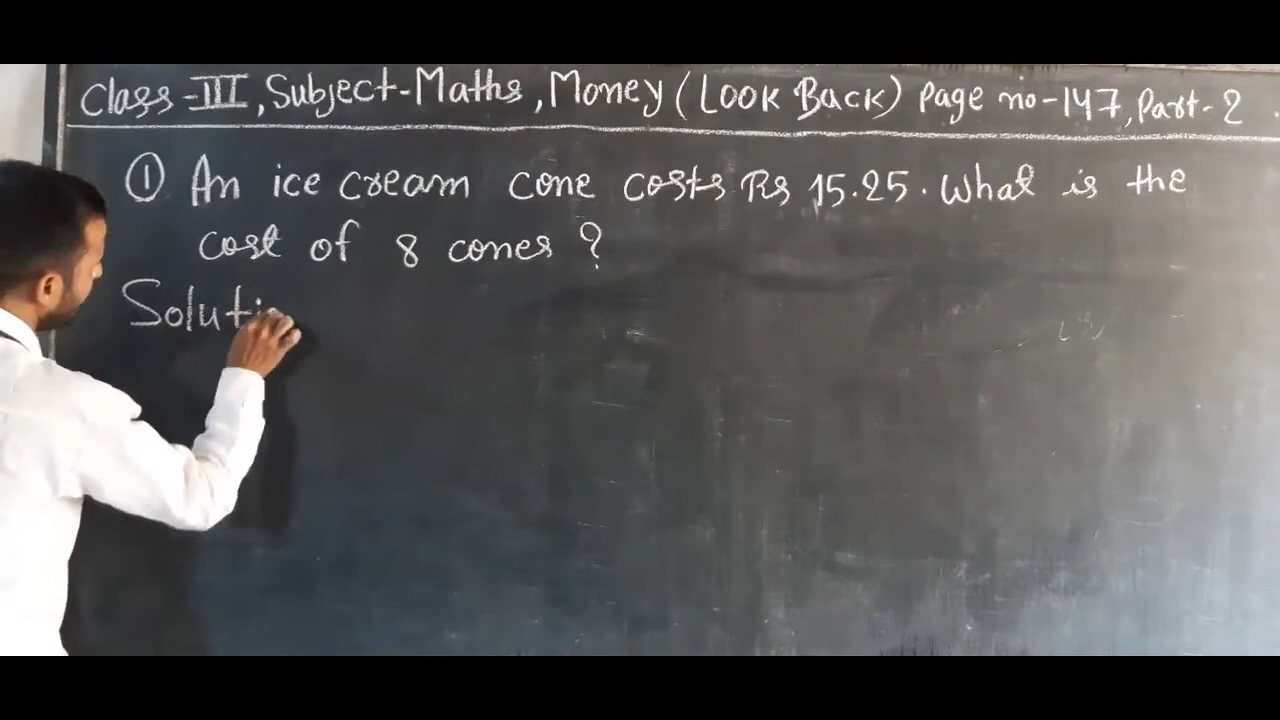 Class-III, Subject-Maths, Money (Look Back) Page no-147, Part-2
① An ice cream cone costs Rs 15.25. What is the
cost of 8 cones ?
Soluti